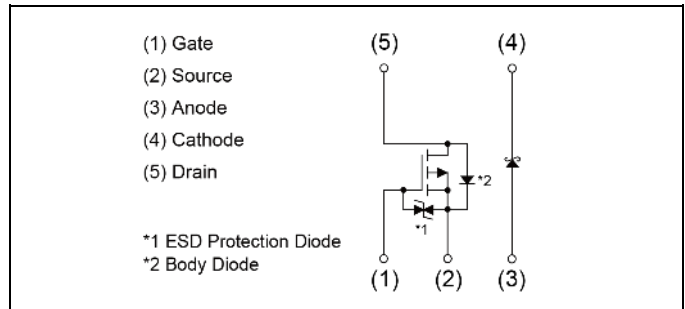 (1) Gate
(2) Source
(3) Anode
(4) Cathode
(5) Drain
*1 ESD Protection Diode
*2 Body Diode
(5) (4)
*2
*1
(1) (2) (3)